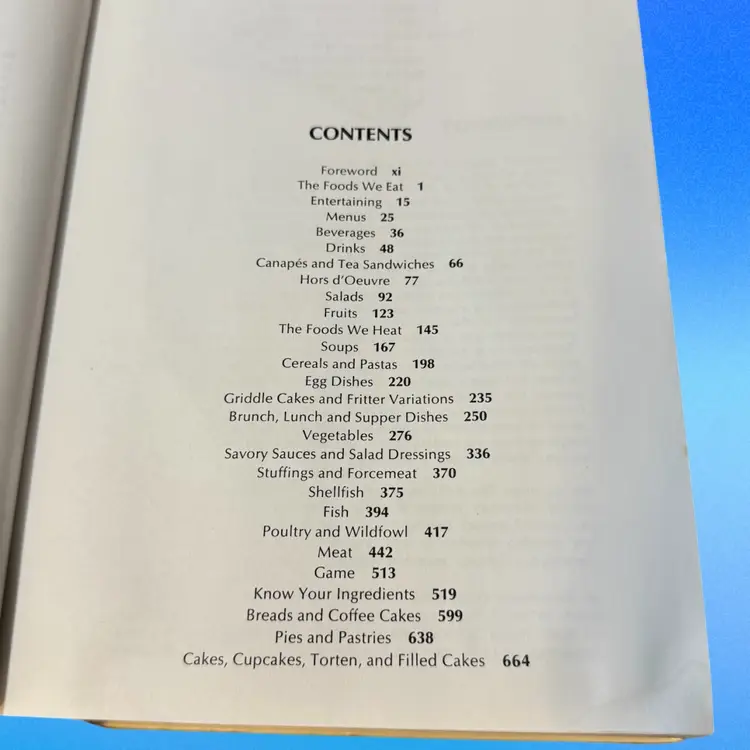 CONTENTS
Foreword xi
The Foods We Eat 1
Entertaining 15
Menus 25
Beverages 36
Drinks 48
Canapés and Tea Sandwiches 66
Hors d'Oeuvre 77
Salads 92
Fruits 123
The Foods We Heat 145
Soups 167
Cereals and Pastas 198
Egg Dishes 220
Griddle Cakes and Fritter Variations 235
Brunch, Lunch and Supper Dishes 250
Vegetables 276
Savory Sauces and Salad Dressings 336
Stuffings and Forcemeat 370
Shellfish 375
Fish 394
Poultry and Wildfowl 417
Meat 442
Game 513
Know Your Ingredients 519
Breads and Coffee Cakes 599
Pies and Pastries 638
Cakes, Cupcakes, Torten, and Filled Cakes 664